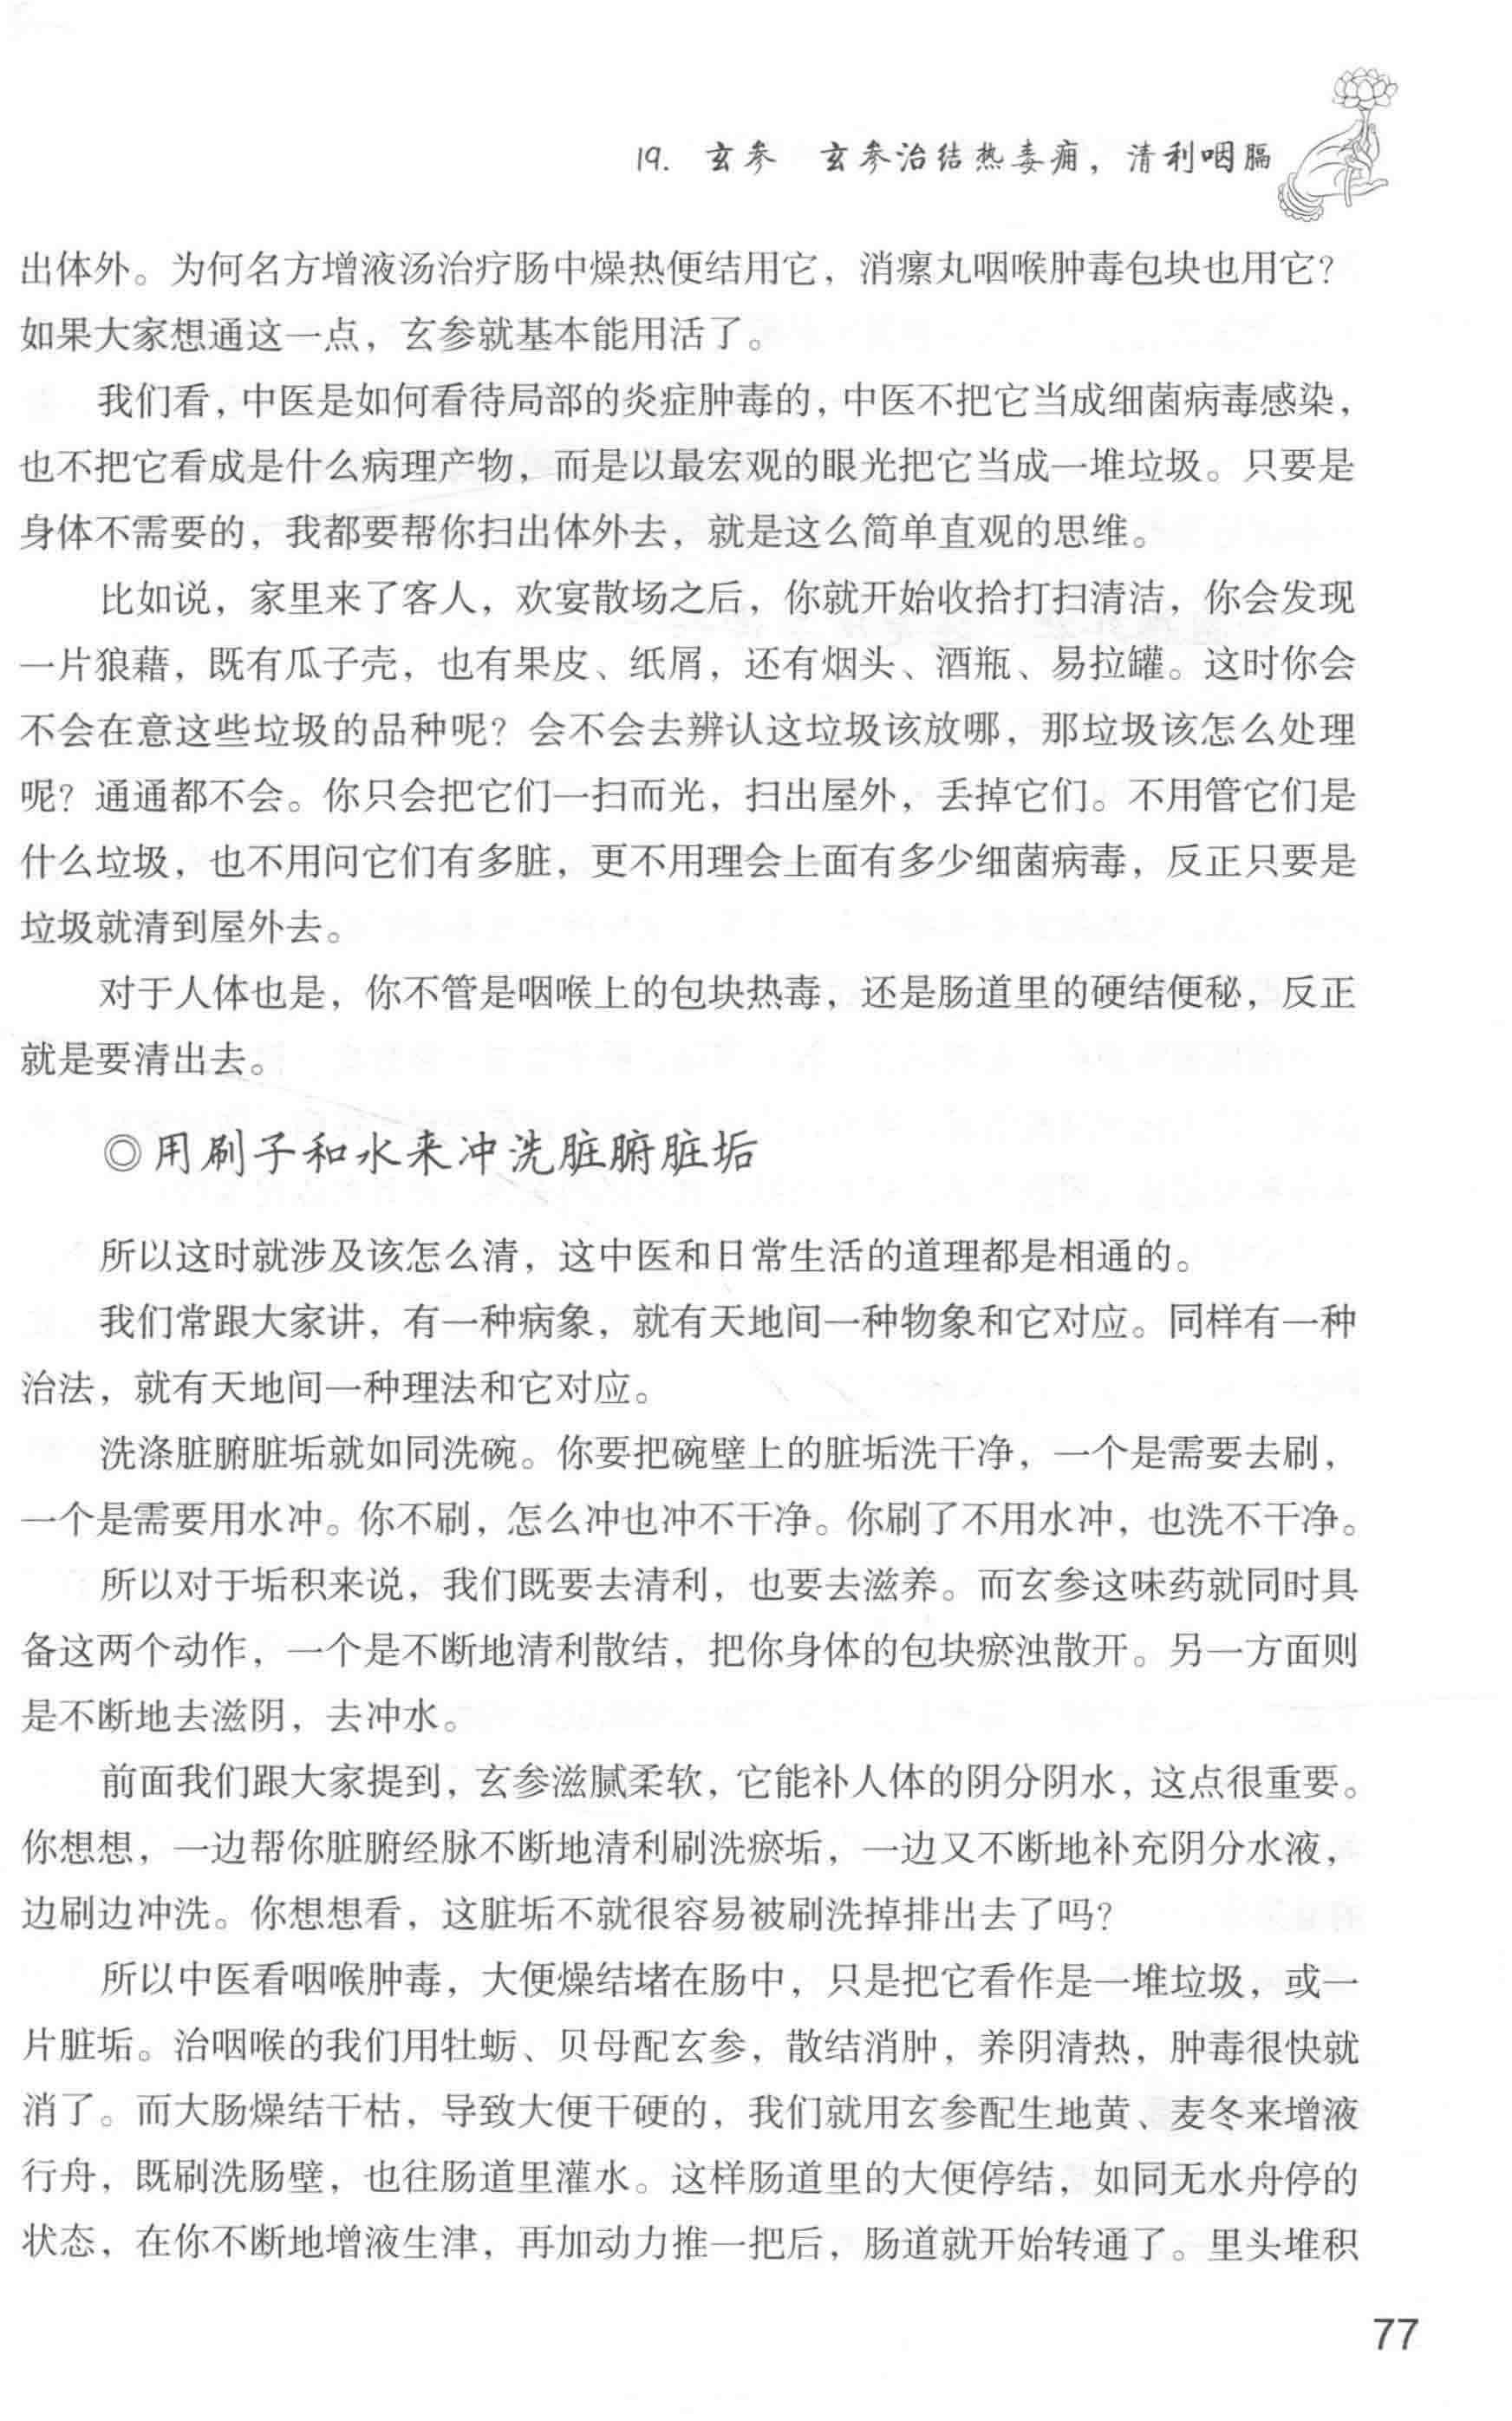 19. 玄参　玄参治结热毒痈，清利咽膈
出体外。为何名方增液汤治疗肠中燥热便结用它，消瘰丸咽喉肿毒包块也用它？
如果大家想通这一点，玄参就基本能用活了。
我们看，中医是如何看待局部的炎症肿毒的，中医不把它当成细菌病毒感染，
也不把它看成是什么病理产物，而是以最宏观的眼光把它当成一堆垃圾。只要是
身体不需要的，我都要帮你扫出体外去，就是这么简单直观的思维。
比如说，家里来了客人，欢宴散场之后，你就开始收拾打扫清洁，你会发现
一片狼藉，既有瓜子壳，也有果皮、纸屑，还有烟头、酒瓶、易拉罐。这时你会
不会在意这些垃圾的品种呢？会不会去辨认这垃圾该放哪，那垃圾该怎么处理
呢？通通都不会。你只会把它们一扫而光，扫出屋外，丢掉它们。不用管它们是
什么垃圾，也不用问它们有多脏，更不用理会上面有多少细菌病毒，反正只要是
垃圾就清到屋外去。
对于人体也是，你不管是咽喉上的包块热毒，还是肠道里的硬结便秘，反正
就是要清出去。
◎用刷子和水来冲洗脏腑脏垢
所以这时就涉及该怎么清，这中医和日常生活的道理都是相通的。
我们常跟大家讲，有一种病象，就有天地间一种物象和它对应。同样有一种
治法，就有天地间一种理法和它对应。
洗涤脏腑脏垢就如同洗碗。你要把碗壁上的脏垢洗干净，一个是需要去刷，
一个是需要用水冲。你不刷，怎么冲也冲不干净。你刷了不用水冲，也洗不干净。
所以对于垢积来说，我们既要去清利，也要去滋养。而玄参这味药就同时具
备这两个动作，一个是不断地清利散结，把你身体的包块瘀浊散开。另一方面则
是不断地去滋阴，去冲水。
前面我们跟大家提到，玄参滋腻柔软，它能补人体的阴分阴水，这点很重要。
你想想，一边帮你脏腑经脉不断地清利刷洗瘀垢，一边又不断地补充阴分水液，
边刷边冲洗。你想想看，这脏垢不就很容易被刷洗掉排出去了吗？
所以中医看咽喉肿毒，大便燥结堵在肠中，只是把它看作是一堆垃圾，或一
片脏垢。治咽喉的我们用牡蛎、贝母配玄参，散结消肿，养阴清热，肿毒很快就
消了。而大肠燥结干枯，导致大便干硬的，我们就用玄参配生地黄、麦冬来增液
行舟，既刷洗肠壁，也往肠道里灌水。这样肠道里的大便停结，如同无水舟停的
状态，在你不断地增液生津，再加动力推一把后，肠道就开始转通了。里头堆积
77